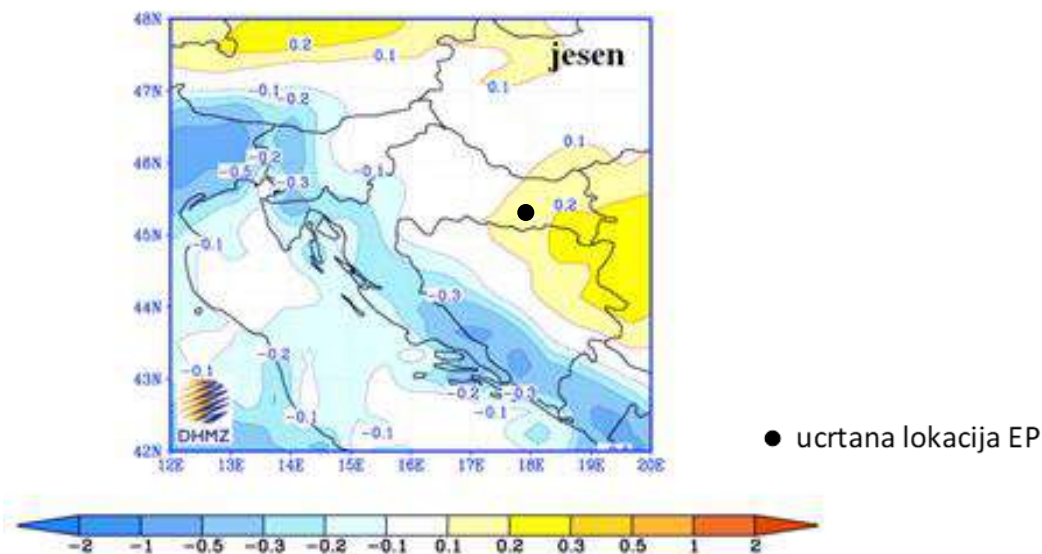 48N
0.2
jesen
0.1
47N
0.1
-0.1
-0.2
0.1
46N
-0.2
-0.1
-0.5
-0.3
0.2
45N
-0.1
-0.3
44N
-0.2
43N
-0.1
-0.2
-0.3
-0.1
-0.1
-0.1
DHMZ
42N
12E 13E 14E 15E 16E 17E 18E 19E 20E
ucrtana lokacija EP
-2 -1 -0.5 -0.3 -0.2 -0.1 0.1 0.2 0.3 0.5 1 2